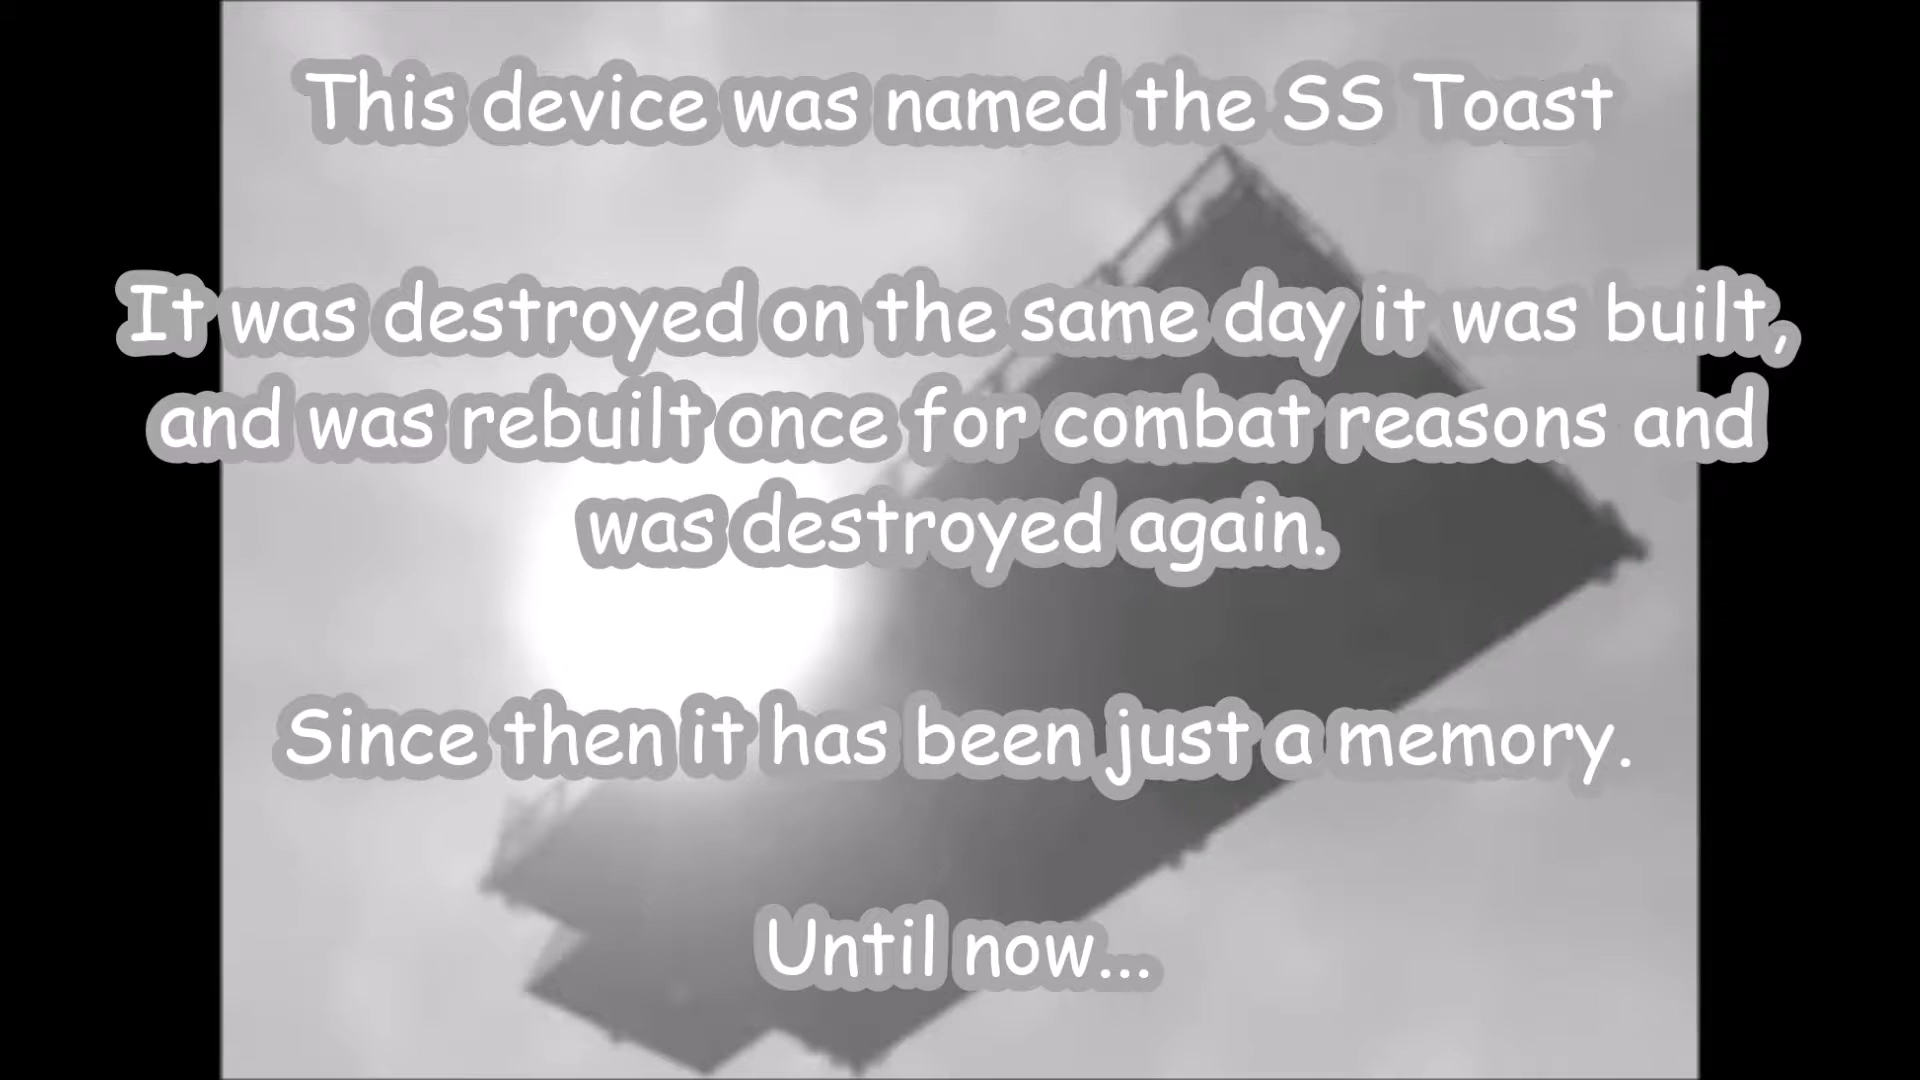 This device was named the SS Toast
It was destroyed on the same day it was built,
and was rebuilt once for combat reasons and
was destroyed again.
Since then it has been just a memory.
Until now...